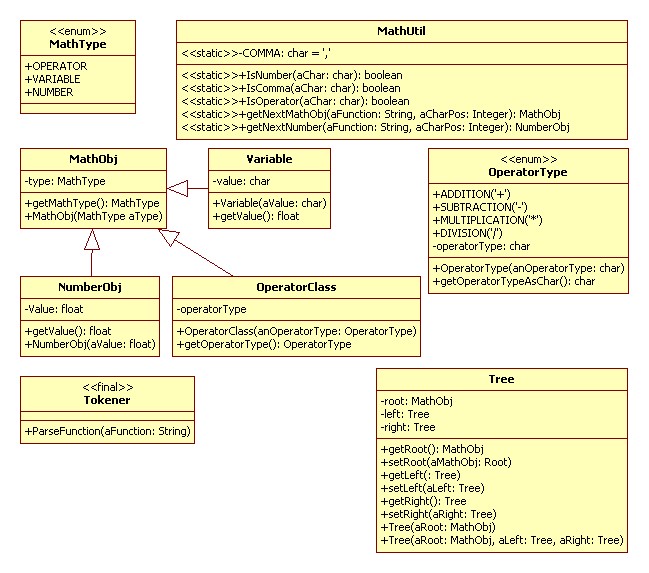 <<enum>>
MathType
+OPERATOR
+VARIABLE
+NUMBER
MathUtil
<<static>>-COMMA: char = ','
<<static>>+IsNumber(aChar: char): boolean
<<static>>+IsComma(aChar: char): boolean
<<static>>+IsOperator(aChar: char): boolean
<<static>>+getNextMathObj(aFunction: String, aCharPos: Integer): MathObj
<<static>>+getNextNumber(aFunction: String, aCharPos: Integer): NumberObj
MathObj
-type: MathType
+getMathType(): MathType
+MathObj(MathType aType)
Variable
-value: char
+Variable(aValue: char)
+getValue(): float
<<enum>>
OperatorType
+ADDITION('+')
+SUBTRACTION('-')
+MULTIPLICATION('*')
+DIVISION('/')
-operatorType: char
+OperatorType(anOperatorType: char)
+getOperatorTypeAsChar(): char
NumberObj
-Value: float
+getValue(): float
+NumberObj(aValue: float)
OperatorClass
-operatorType
+OperatorClass(anOperatorType: OperatorType)
+getOperatorType(): OperatorType
<<final>>
Tokener
+ParseFunction(aFunction: String)
Tree
-root: MathObj
-left: Tree
-right: Tree
+getRoot(): MathObj
+setRoot(aMathObj: Root)
+getLeft(: Tree)
+setLeft(aLeft: Tree)
+getRight(): Tree
+setRight(aRight: Tree)
+Tree(aRoot: MathObj)
+Tree(aRoot: MathObj, aLeft: Tree, aRight: Tree)